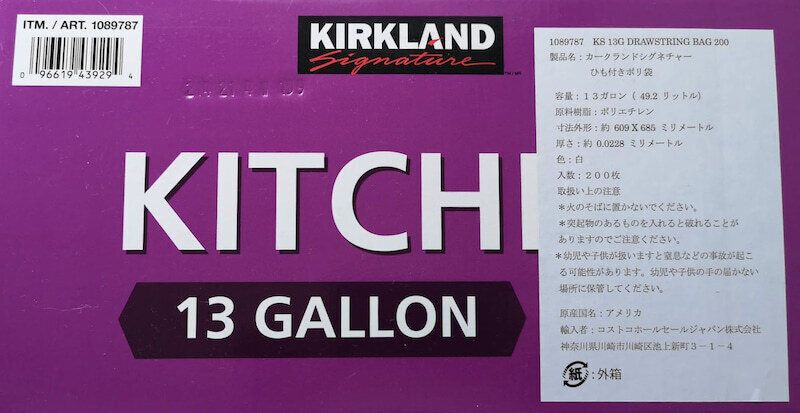 ITM. / ART. 1089787
0 96619 43929 4
KIRKLAND
Signature
KITCH
13 GALLON
1089787 KS 13G DRAWSTRING BAG 200
製品名：カークランドシグネチャー
ひも付きポリ袋
容量：１３ガロン（ 49.2 リットル）
原料樹脂：ポリエチレン
寸法外形：約 609 X 685 ミリメートル
厚さ：約 0.0228 ミリメートル
色：白
入数：２００枚
取扱い上の注意
＊火のそばに置かないでください。
＊突起物のあるものを入れると破れることが
ありますのでご注意ください。
＊幼児や子供が扱いますと窒息などの事故が起こ
る可能性があります。幼児や子供の手の届かない
場所に保管してください。
原産国名：アメリカ
輸入者：コストコホールセールジャパン株式会社
神奈川県川崎市川崎区池上新町３－１－４
紙：外箱